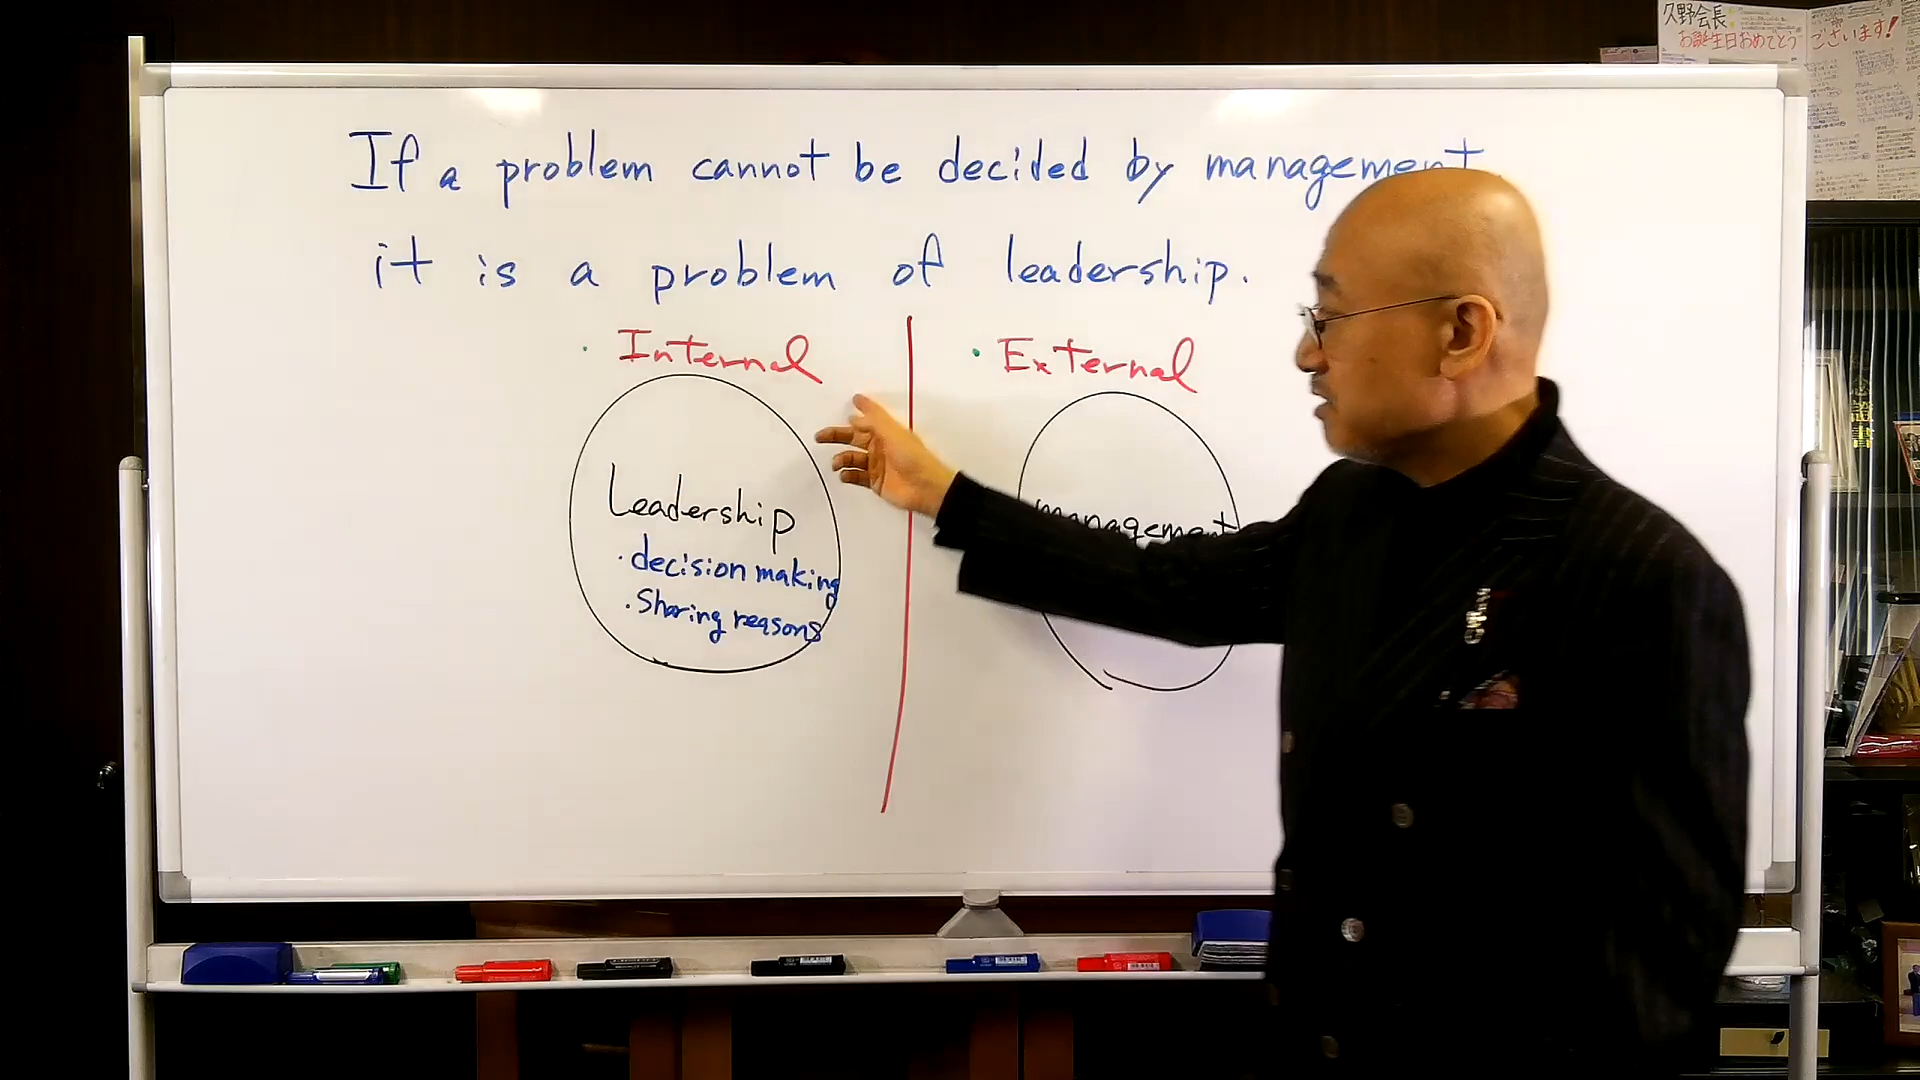 久野会長
お誕生日おめでとうございます!
If a problem cannot be decided by management
it is a problem of leadership.
・Internal
・External
Leadership
・decision making
・Sharing reasons
management